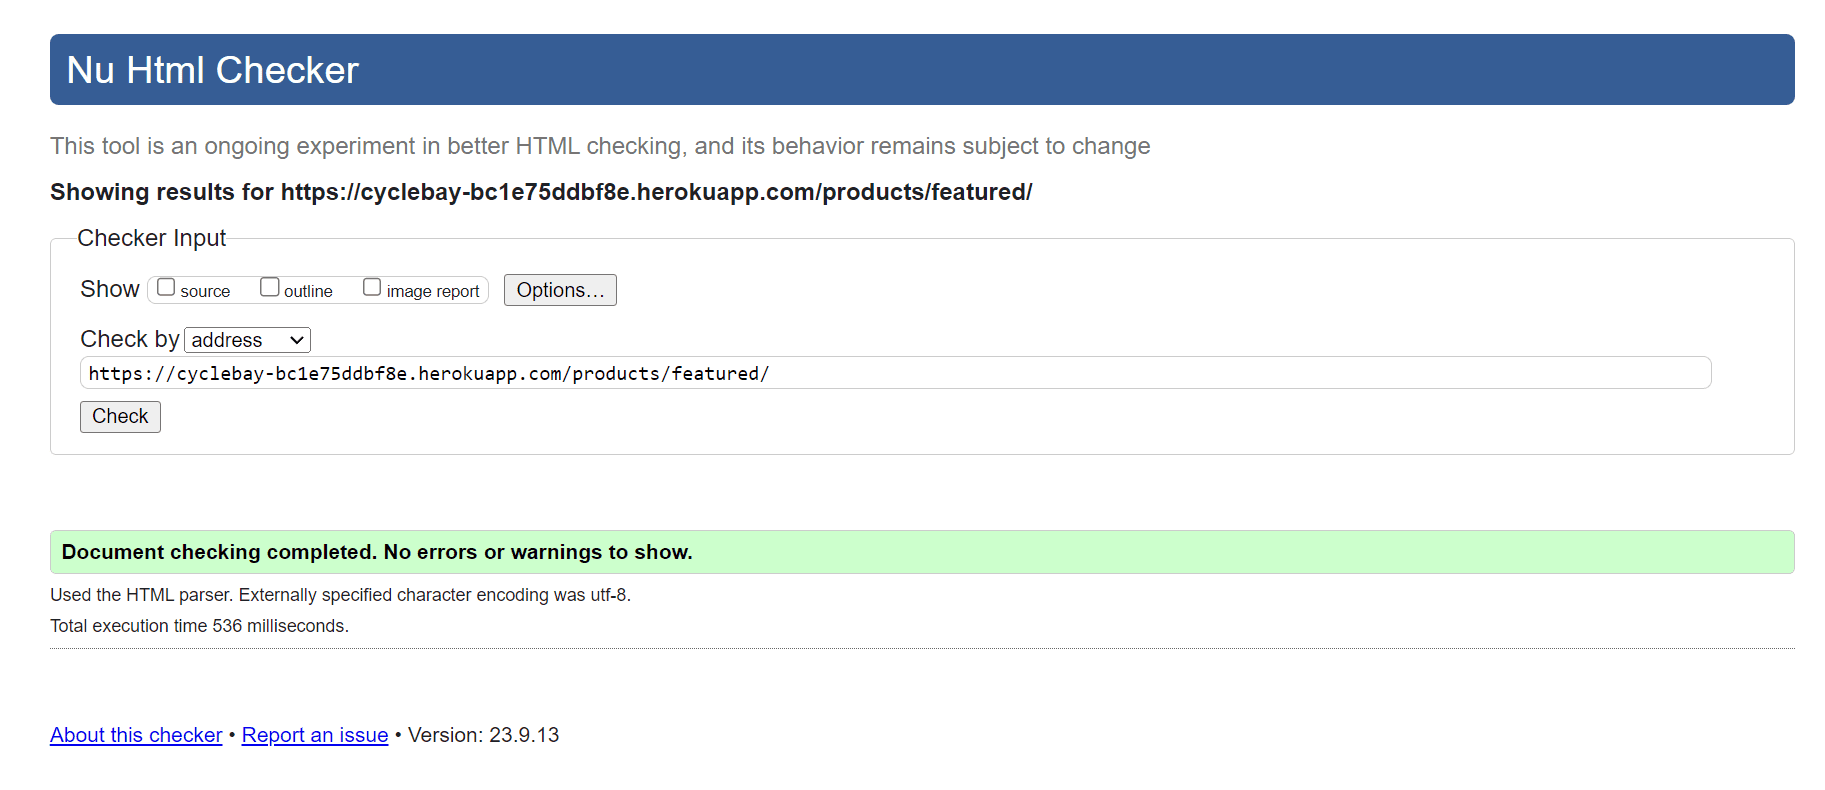 Nu Html Checker
This tool is an ongoing experiment in better HTML checking, and its behavior remains subject to change
Showing results for https://cyclebay-bc1e75ddbf8e.herokuapp.com/products/featured/
Checker Input
Show source outline image report Options...
Check by address
https://cyclebay-bc1e75ddbf8e.herokuapp.com/products/featured/
Check
Document checking completed. No errors or warnings to show.
Used the HTML parser. Externally specified character encoding was utf-8.
Total execution time 536 milliseconds.
About this checker • Report an issue • Version: 23.9.13